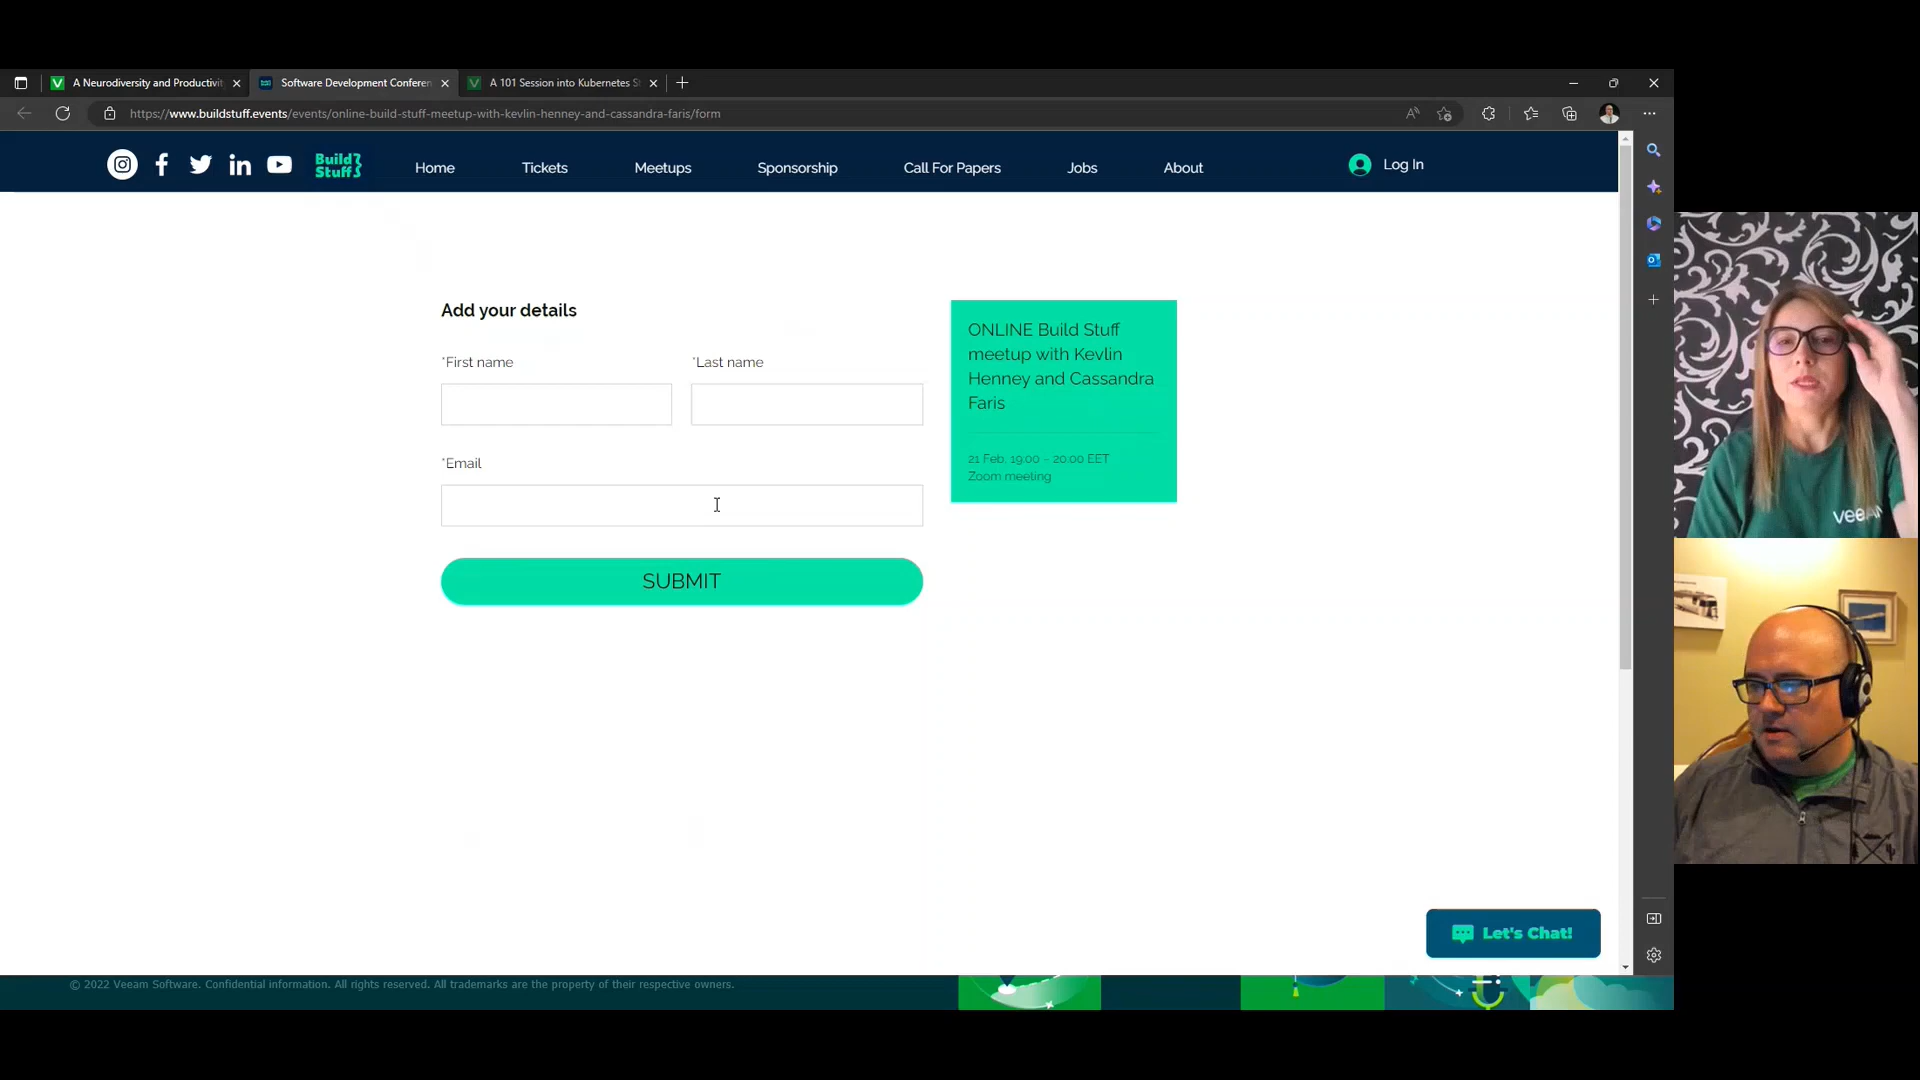 A Neurodiversity and Productivi
Software Development Conferen
A 101 Session into Kubernetes S
https://www.buildstuff.events/events/online-build-stuff-meetup-with-kevlin-henney-and-cassandra-faris/form
Build Stuff
Home
Tickets
Meetups
Sponsorship
Call For Papers
Jobs
About
Log In
Add your details
*First name
*Last name
*Email
SUBMIT
ONLINE Build Stuff
meetup with Kevlin
Henney and Cassandra
Faris
21 Feb, 19:00 – 20:00 EET
Zoom meeting
Let's Chat!
© 2022 Veeam Software. Confidential information. All rights reserved. All trademarks are the property of their respective owners.
veeAM